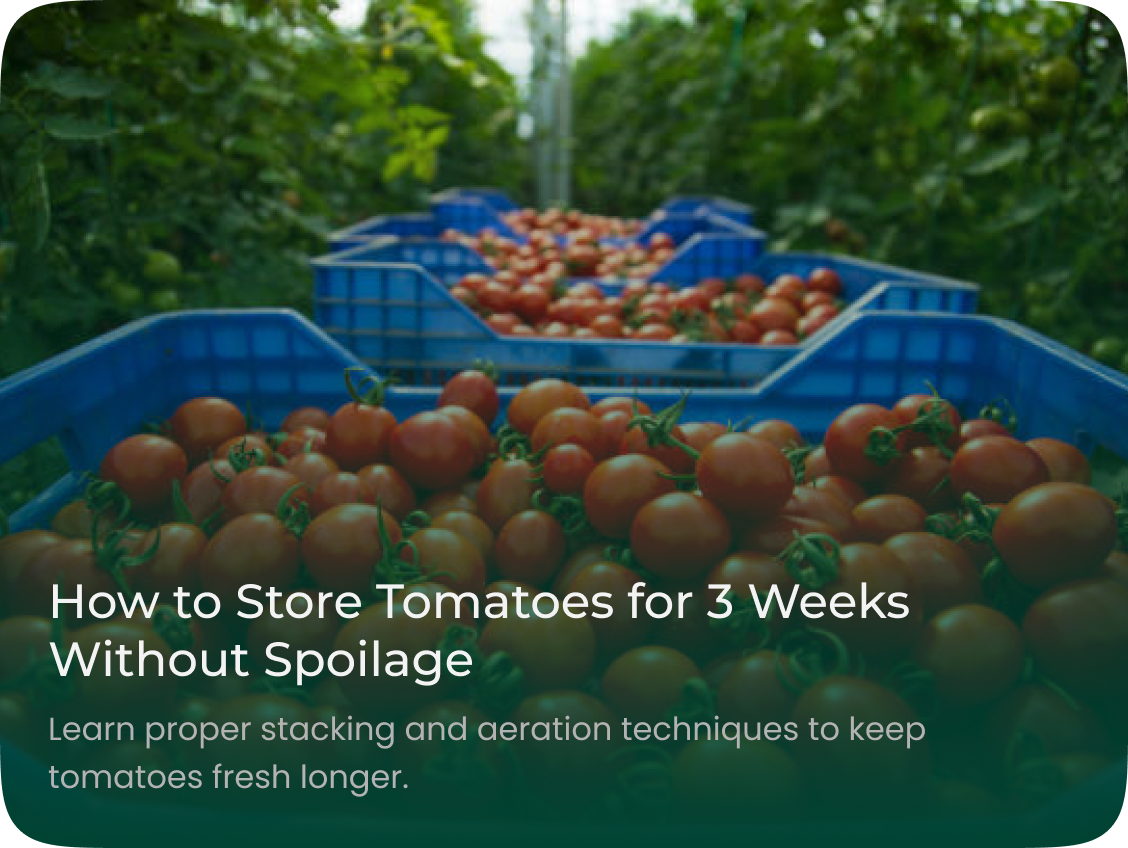 How to Store Tomatoes for 3 Weeks
Without Spoilage
Learn proper stacking and aeration techniques to keep
tomatoes fresh longer.